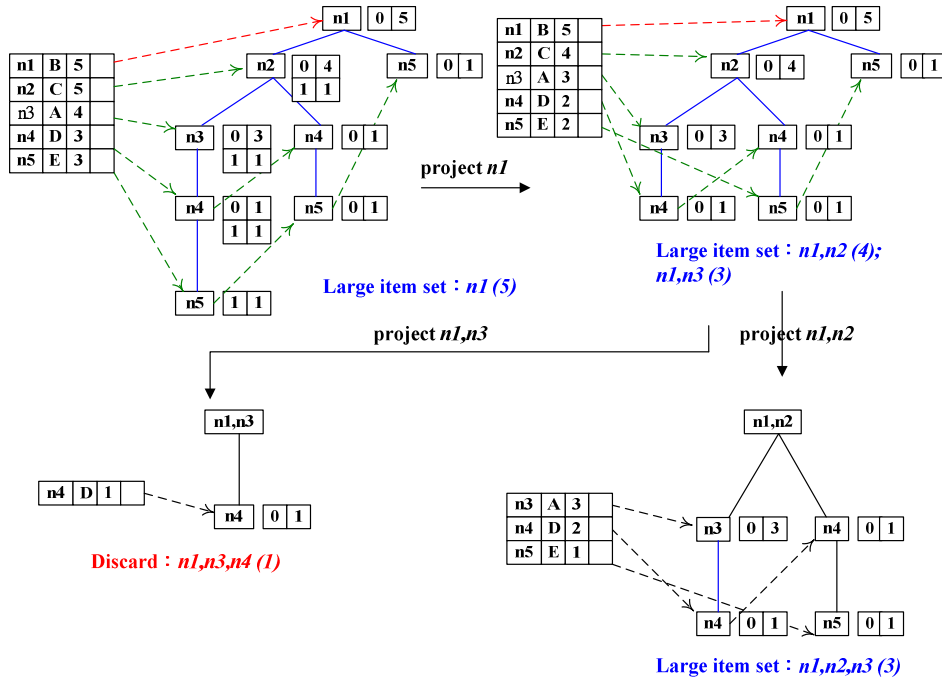 n1 0 5
n1 B 5
n2 C 5
n3 A 4
n4 D 3
n5 E 3
n2 0 4
1 1
n5 0 1
n3 0 3
1 1
n4 0 1
n4 0 1
1 1
n5 0 1
n5 1 1
Large item set：n1 (5)
project n1
n1 0 5
n1 B 5
n2 C 4
n3 A 3
n4 D 2
n5 E 2
n2 0 4
n5 0 1
n3 0 3
n4 0 1
n4 0 1
n5 0 1
Large item set：n1,n2 (4);
n1,n3 (3)
project n1,n3
project n1,n2
n1,n3
n4 D 1
n4 0 1
Discard：n1,n3,n4 (1)
n1,n2
n3 A 3
n4 D 2
n5 E 1
n3 0 3
n4 0 1
n4 0 1
n5 0 1
Large item set：n1,n2,n3 (3)